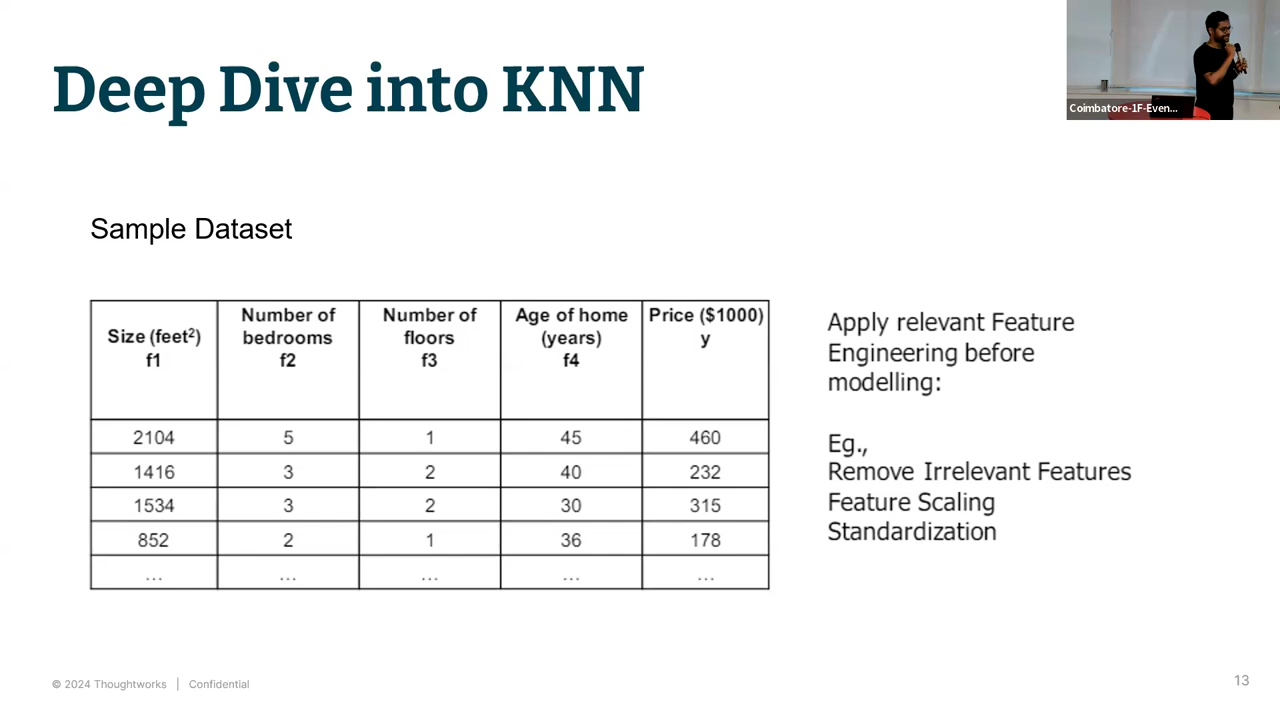 Deep Dive into KNN
Coimbatore-1F-Even...
Sample Dataset
Size (feet²) f1 Number of bedrooms f2 Number of floors f3 Age of home (years) f4 Price ($1000) y
2104 5 1 45 460
1416 3 2 40 232
1534 3 2 30 315
852 2 1 36 178
... ... ... ... ...
Apply relevant Feature
Engineering before
modelling:
Eg.,
Remove Irrelevant Features
Feature Scaling
Standardization
© 2024 Thoughtworks | Confidential
13